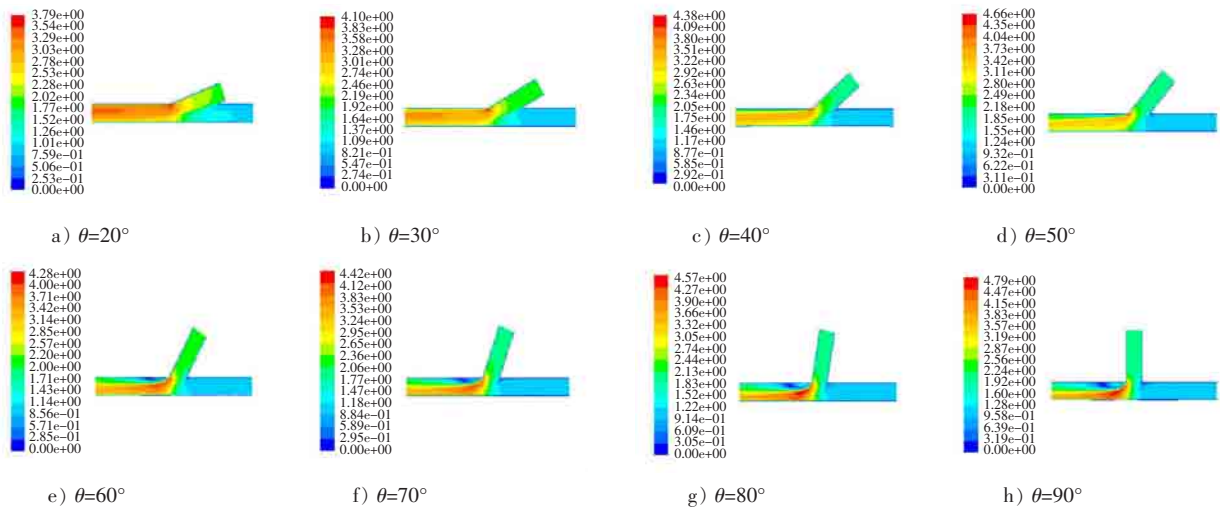 3.79e+00
3.54e+00
3.29e+00
3.03e+00
2.78e+00
2.53e+00
2.28e+00
2.02e+00
1.77e+00
1.52e+00
1.26e+00
1.01e+00
7.59e-01
5.06e-01
2.53e-01
0.00e+00
a) θ=20°
4.10e+00
3.83e+00
3.58e+00
3.28e+00
3.01e+00
2.74e+00
2.46e+00
2.19e+00
1.92e+00
1.64e+00
1.37e+00
1.09e+00
8.21e-01
5.47e-01
2.74e-01
0.00+00
b) θ=30°
4.38e+00
4.09e+00
3.80e+00
3.51e+00
3.22e+00
2.92e+00
2.63e+00
2.34e+00
2.05e+00
1.75e+00
1.46e+00
1.17e+00
8.77e-01
5.85e-01
2.92e-01
0.00e+00
c) θ=40°
4.66e+00
4.35e+00
4.04e+00
3.73e+00
3.42e+00
3.11e+00
2.80e+00
2.49e+00
2.18e+00
1.85e+00
1.55e+00
1.24e+00
9.32e-01
6.22e-01
3.11e-01
0.00e+00
d) θ=50°
4.28e+00
4.00e+00
3.71e+00
3.42e+00
3.14e+00
2.85e+00
2.57e+00
2.20e+00
2.00e+00
1.71e+00
1.43e+00
1.14e+00
8.56e-01
5.71e-01
2.85e-01
0.00e+00
e) θ=60°
4.42e+00
4.12e+00
3.83e+00
3.53e+00
3.24e+00
2.95e+00
2.65e+00
2.36e+00
2.06e+00
1.77e+00
1.47e+00
1.18e+00
8.84e-01
5.89e-01
2.95e-01
0.00e+00
f) θ=70°
4.57e+00
4.27e+00
3.90e+00
3.66e+00
3.32e+00
3.05e+00
2.74e+00
2.44e+00
2.13e+00
1.83e+00
1.52e+00
1.22e+00
9.14e-01
6.09e-01
3.05e-01
0.00e+00
g) θ=80°
4.79e+00
4.47e+00
4.15e+00
3.83e+00
3.51e+00
3.19e+00
2.87e+00
2.56e+00
2.24e+00
1.92e+00
1.60e+00
1.28e+00
9.58e-01
6.39e-01
3.19e-01
0.00e+00
h) θ=90°